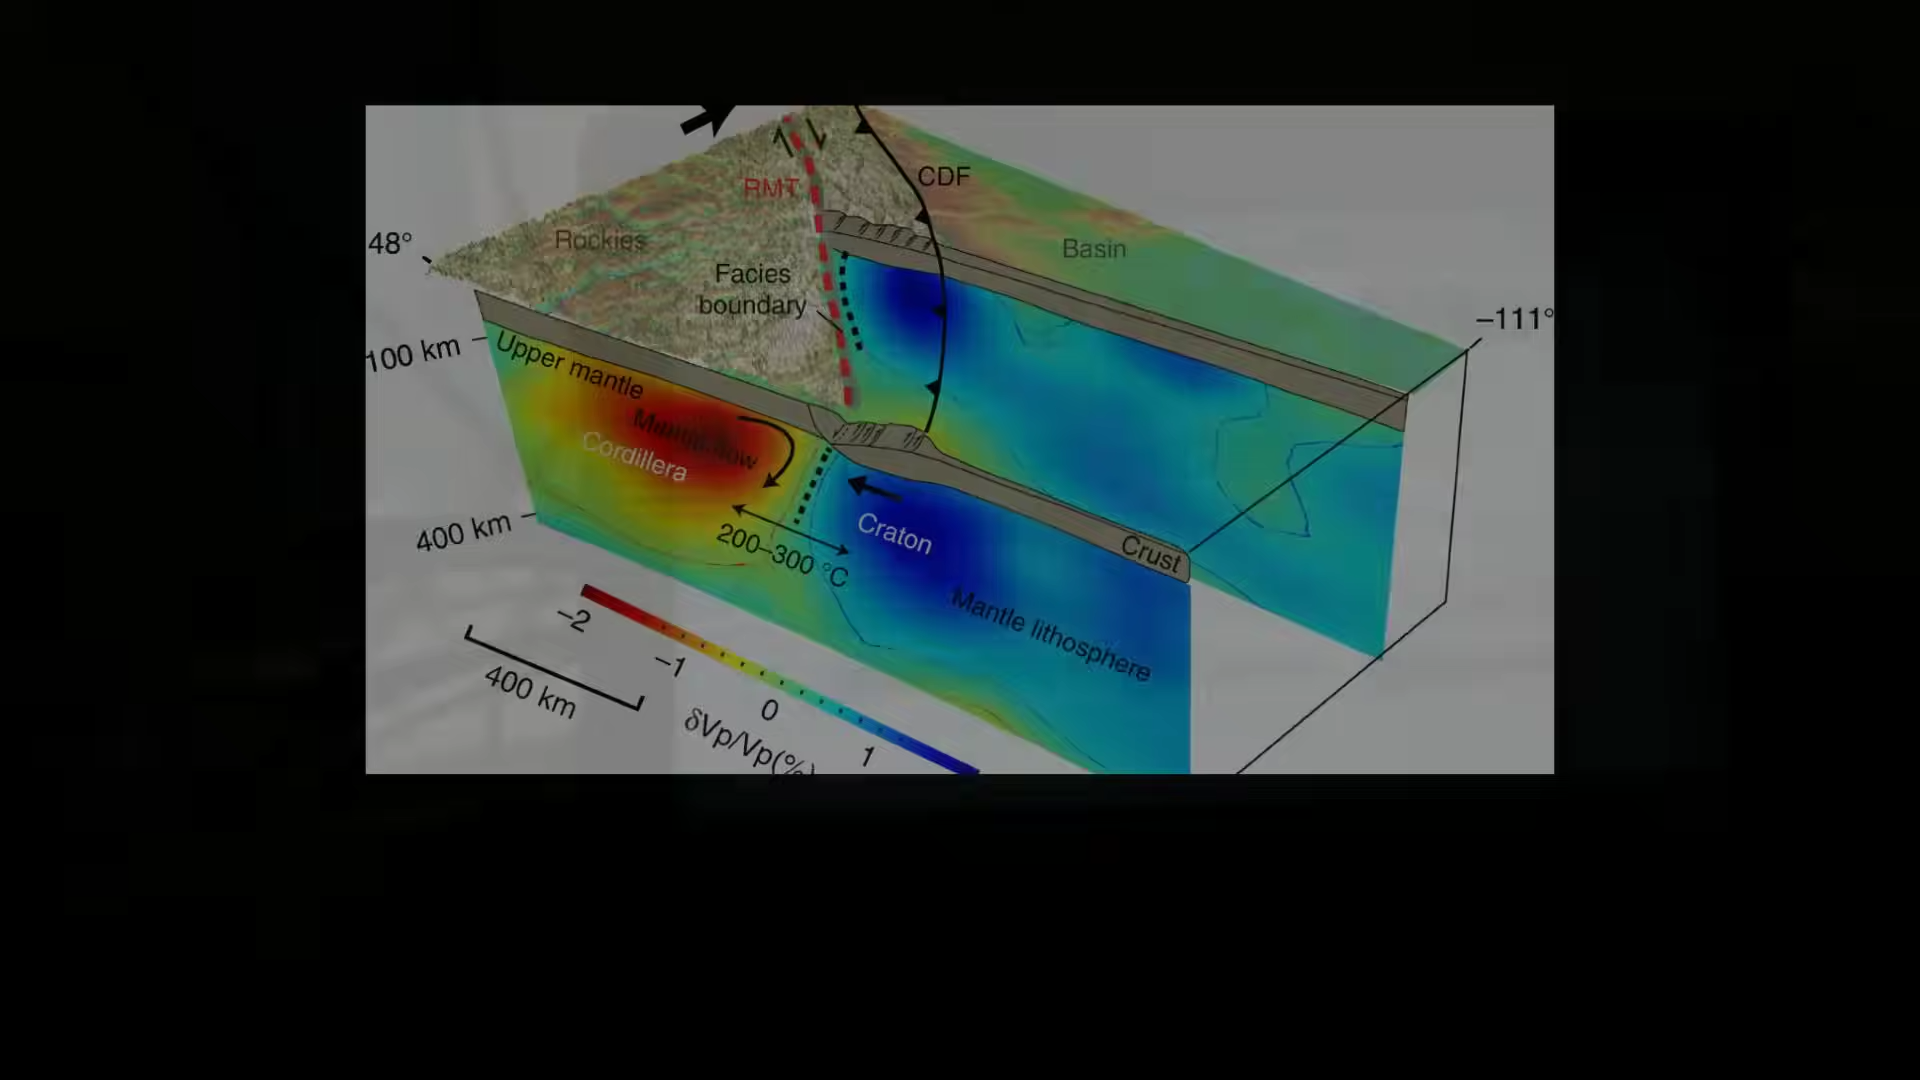 CDF
RMT
Rockies
48°
Basin
Facies
boundary
–111°
100 km
Upper mantle
Mantle flow
Cordillera
400 km
200–300 °C
Craton
Crust
Mantle lithosphere
–2
–1
0
1
400 km
δVp/Vp(%)